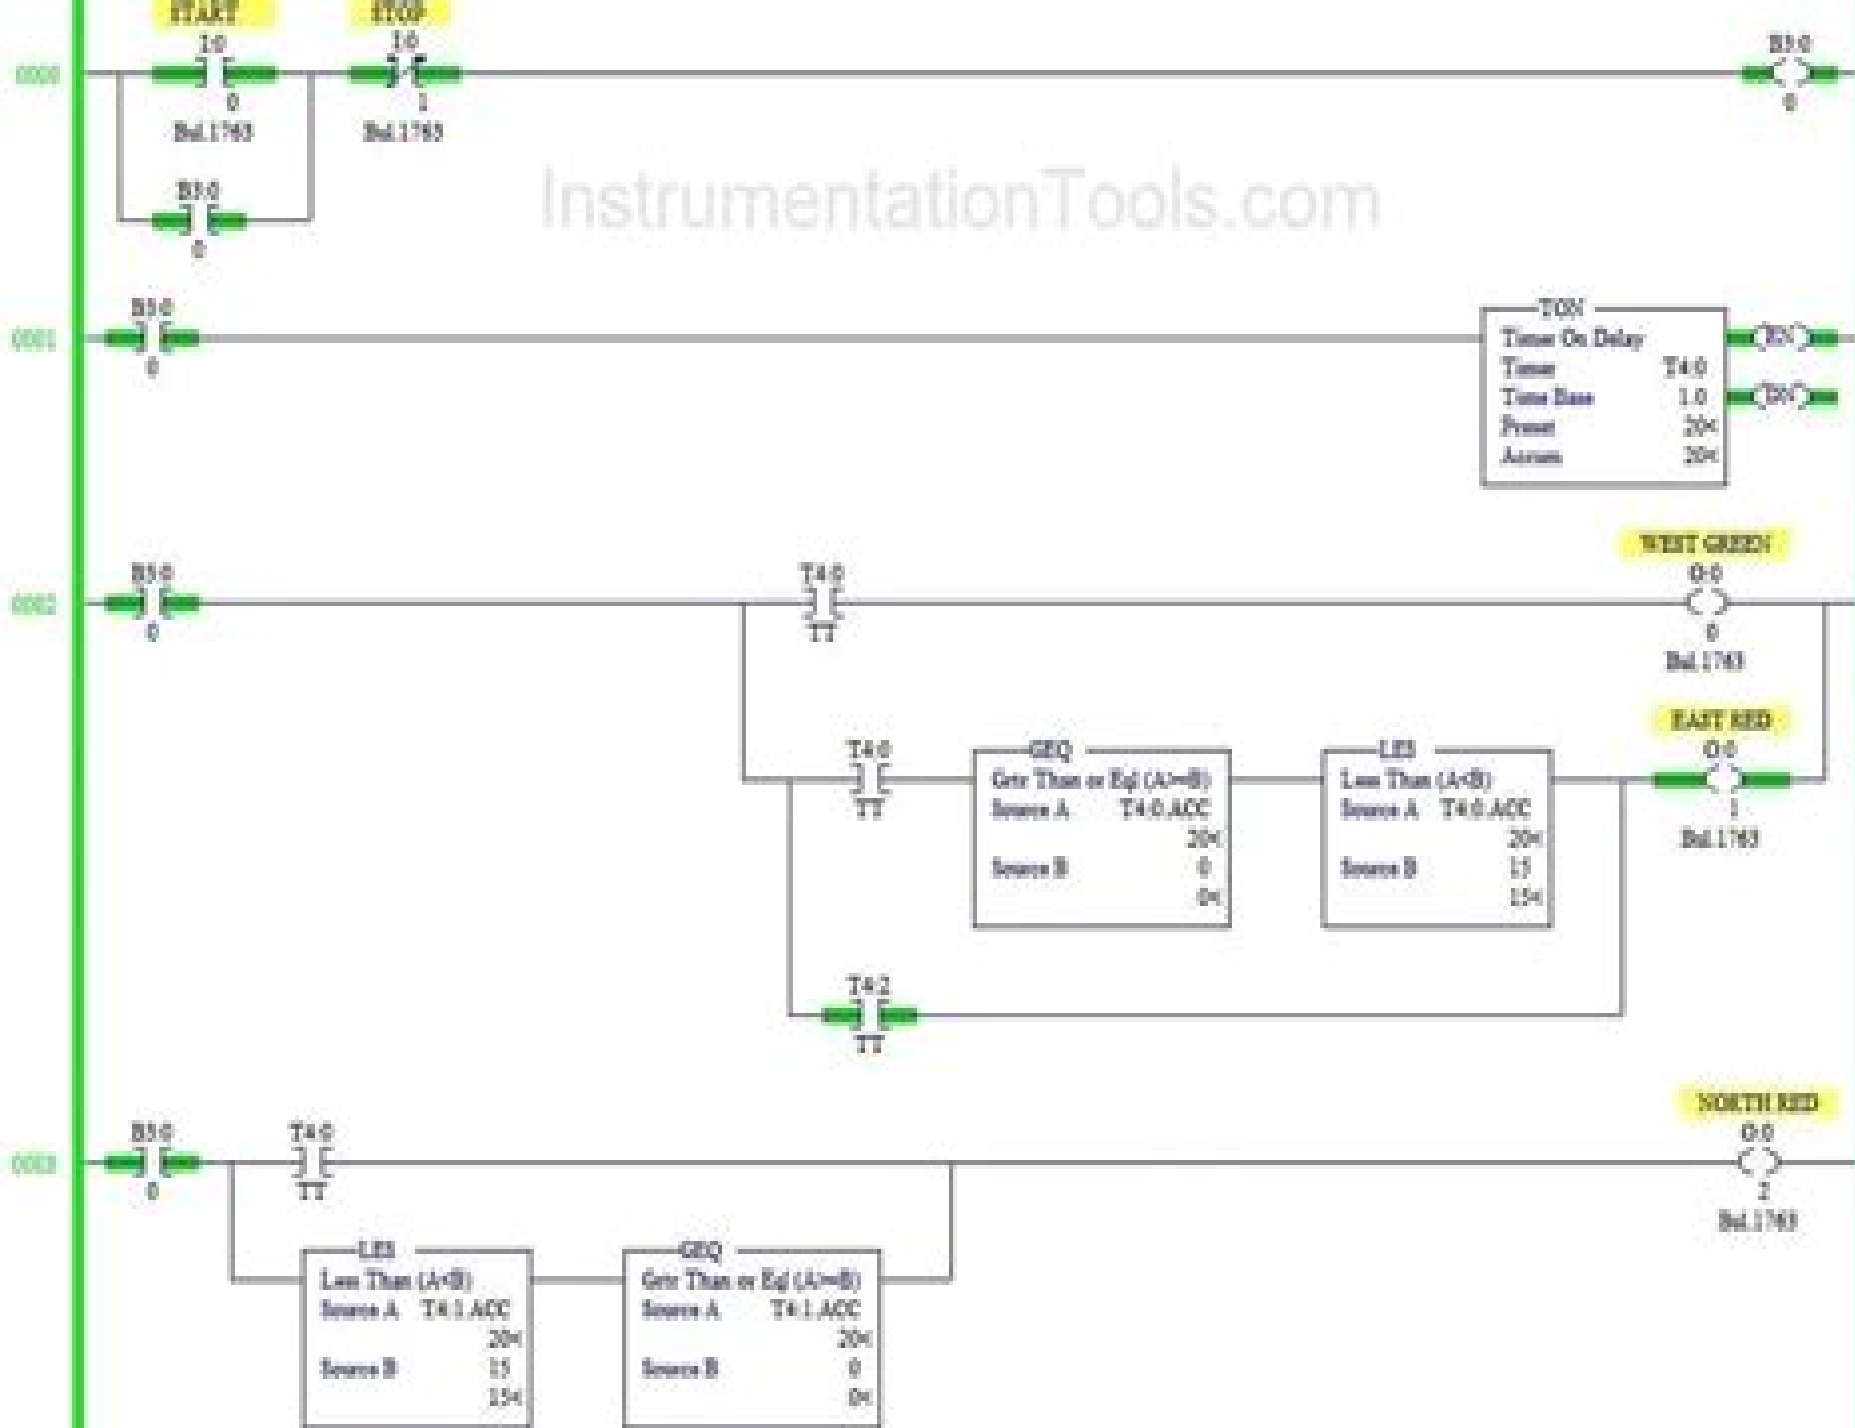 START STOP
I:0 I:0 B3:0
0000
0 1 0
Bul.1763 Bul.1763
B3:0
0
InstrumentationTools.com
B3:0
0001
0
TON
Timer On Delay
Timer T4:0
Time Base 1.0
Preset 20<
Accum 20<
EN
DN
WEST GREEN
B3:0 T4:0 O:0
0002
0 TT 0
Bul.1763
EAST RED
T4:0 O:0
TT 1
Bul.1763
GEQ
Grtr Than or Eql (A>=B)
Source A T4:0.ACC
20<
Source B 0
0<
LES
Less Than (A<B)
Source A T4:0.ACC
20<
Source B 15
15<
T4:2
TT
NORTH RED
B3:0 T4:0 O:0
0003
0 TT 2
Bul.1763
LES
Less Than (A<B)
Source A T4:1.ACC
20<
Source B 15
15<
GEQ
Grtr Than or Eql (A>=B)
Source A T4:1.ACC
20<
Source B 0
0<